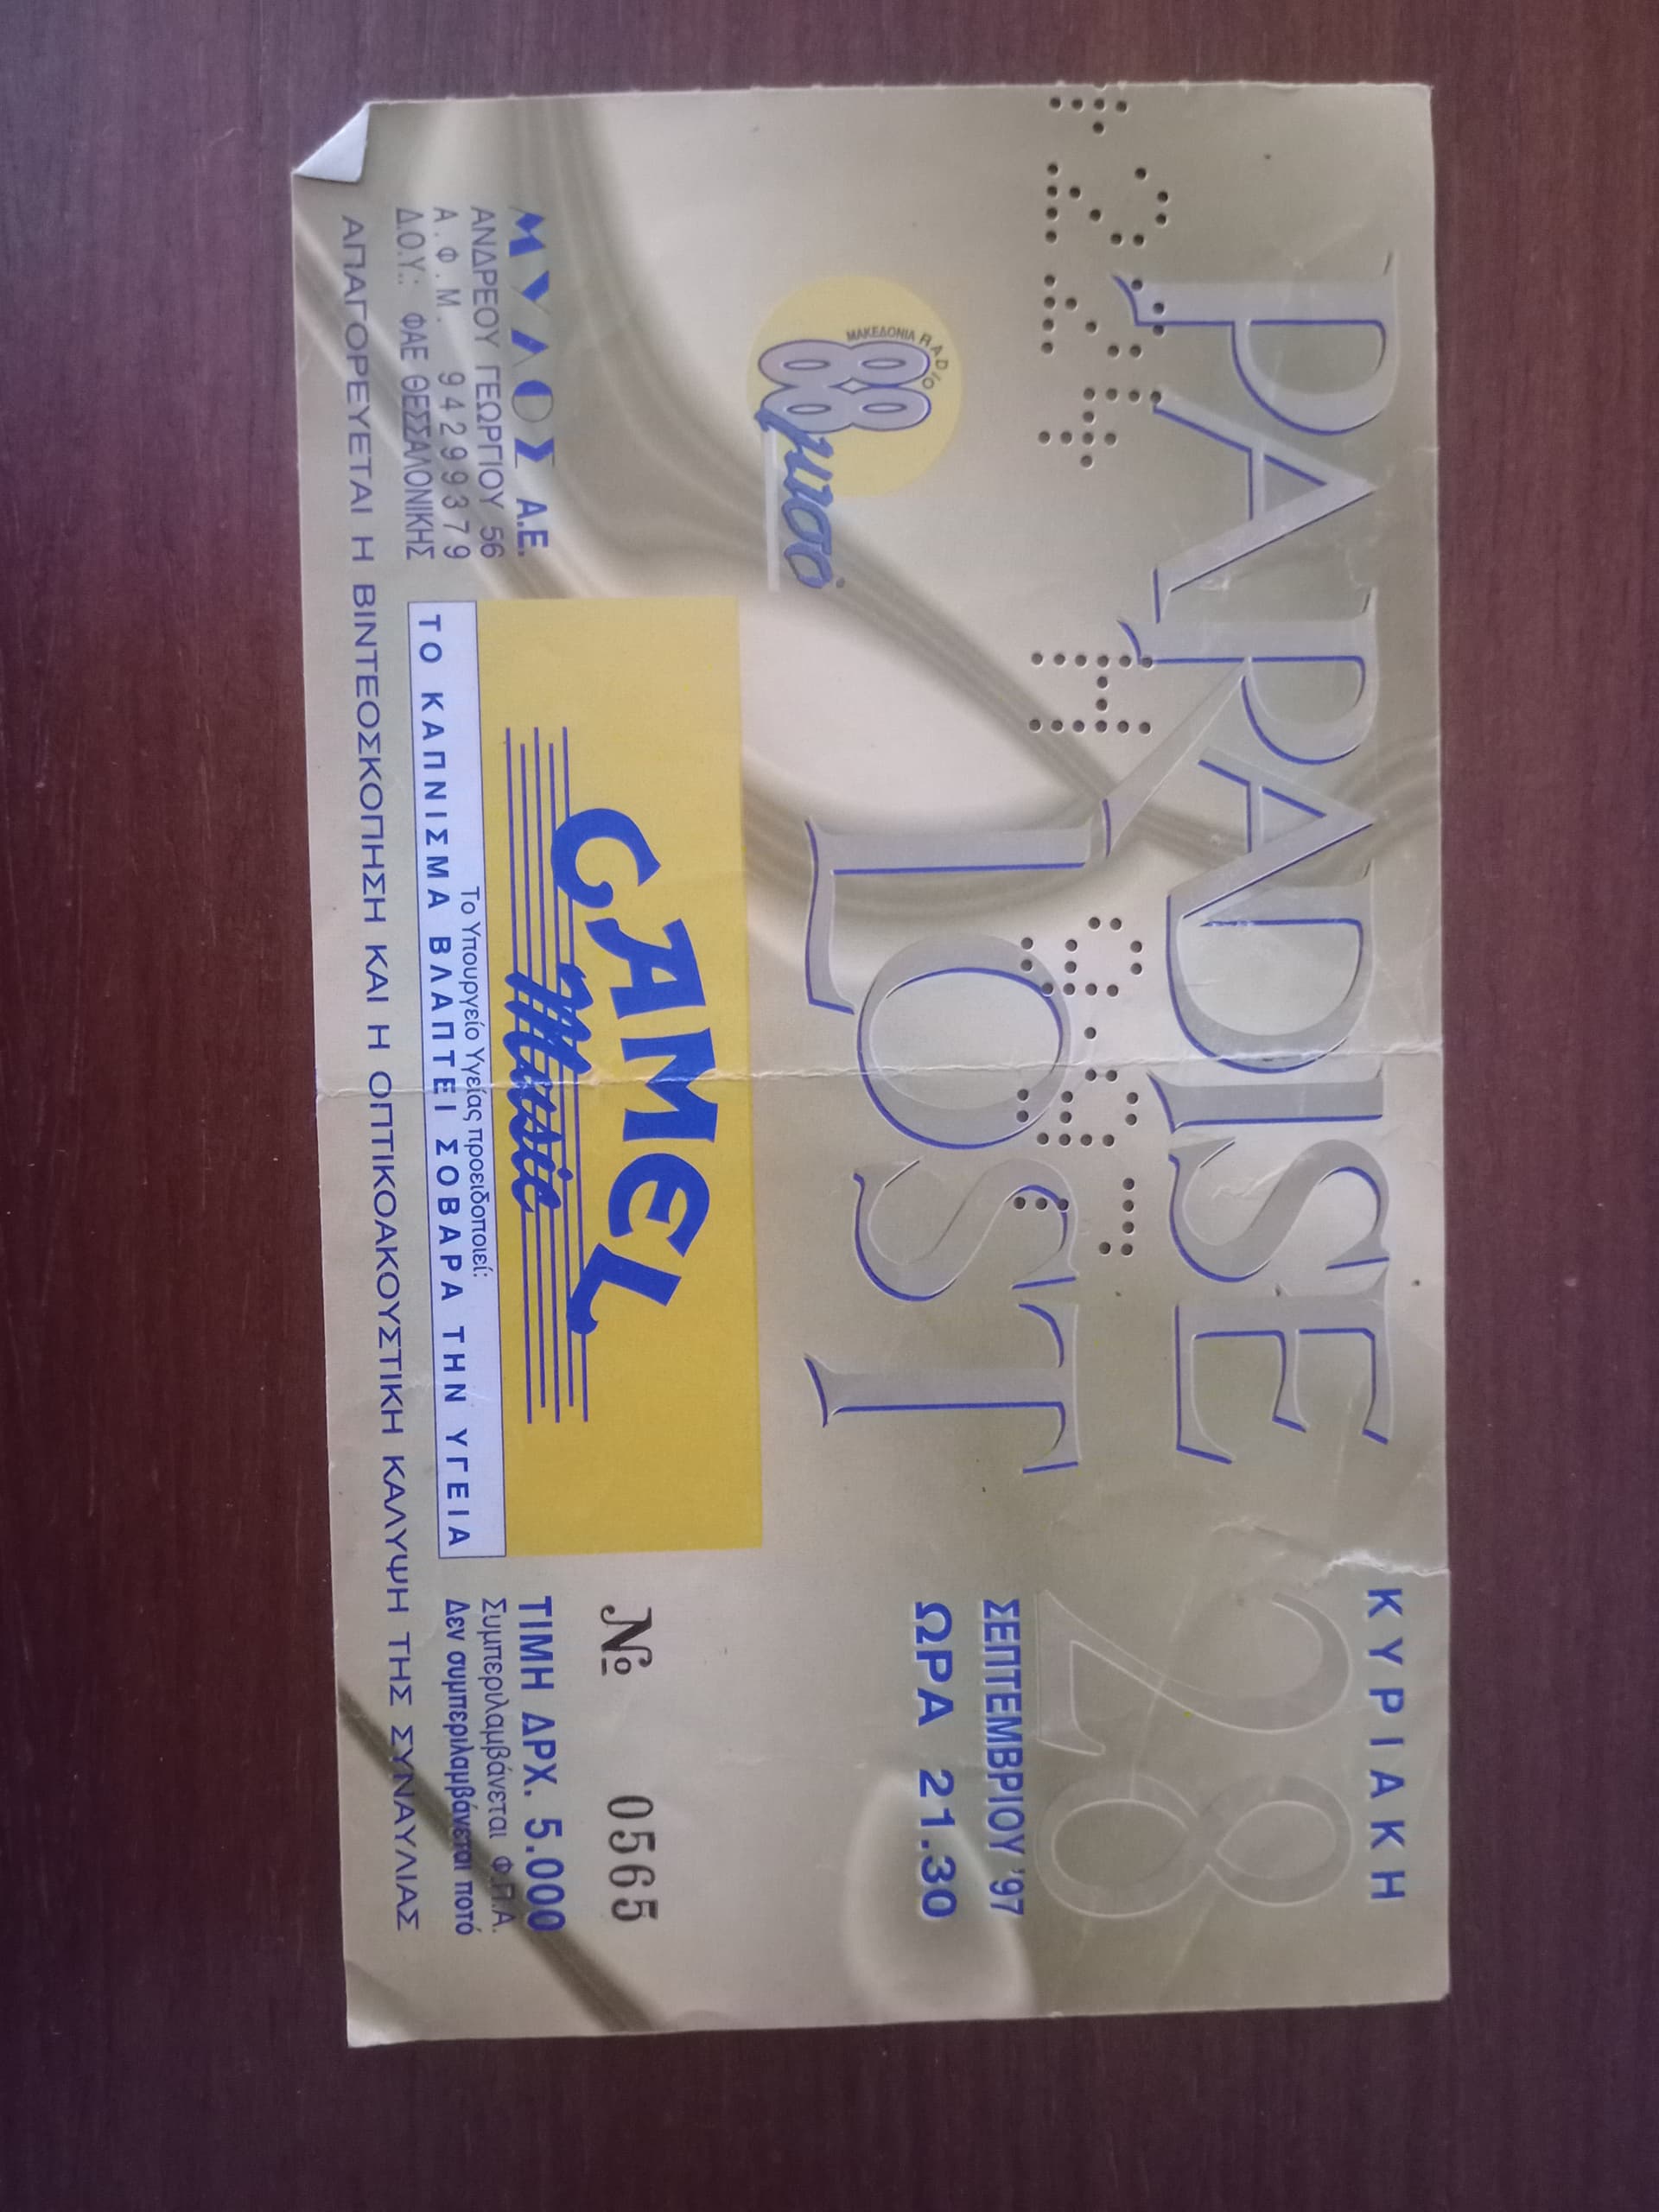 PARADISE
LOST
ΚΥΡΙΑΚΗ
28
ΣΕΠΤΕΜΒΡΙΟΥ '97
ΩΡΑ 21.30
ΜΑΚΕΔΟΝΙΑ RADIO
88μισό
CAMEL
Music
Το Υπουργείο Υγείας προειδοποιεί:
ΤΟ ΚΑΠΝΙΣΜΑ ΒΛΑΠΤΕΙ ΣΟΒΑΡΑ ΤΗΝ ΥΓΕΙΑ
№ 0565
ΜΥΛΟΣ Α.Ε.
ΑΝΔΡΕΟΥ ΓΕΩΡΓΙΟΥ 56
Α.Φ.Μ. 94299379
Δ.Ο.Υ.: ΦΑΕ ΘΕΣΣΑΛΟΝΙΚΗΣ
ΤΙΜΗ ΔΡΧ. 5.000
Συμπεριλαμβάνεται Φ.Π.Α.
Δεν συμπεριλαμβάνεται ποτό
ΑΠΑΓΟΡΕΥΕΤΑΙ Η ΒΙΝΤΕΟΣΚΟΠΗΣΗ ΚΑΙ Η ΟΠΤΙΚΟΑΚΟΥΣΤΙΚΗ ΚΑΛΥΨΗ ΤΗΣ ΣΥΝΑΥΛΙΑΣ